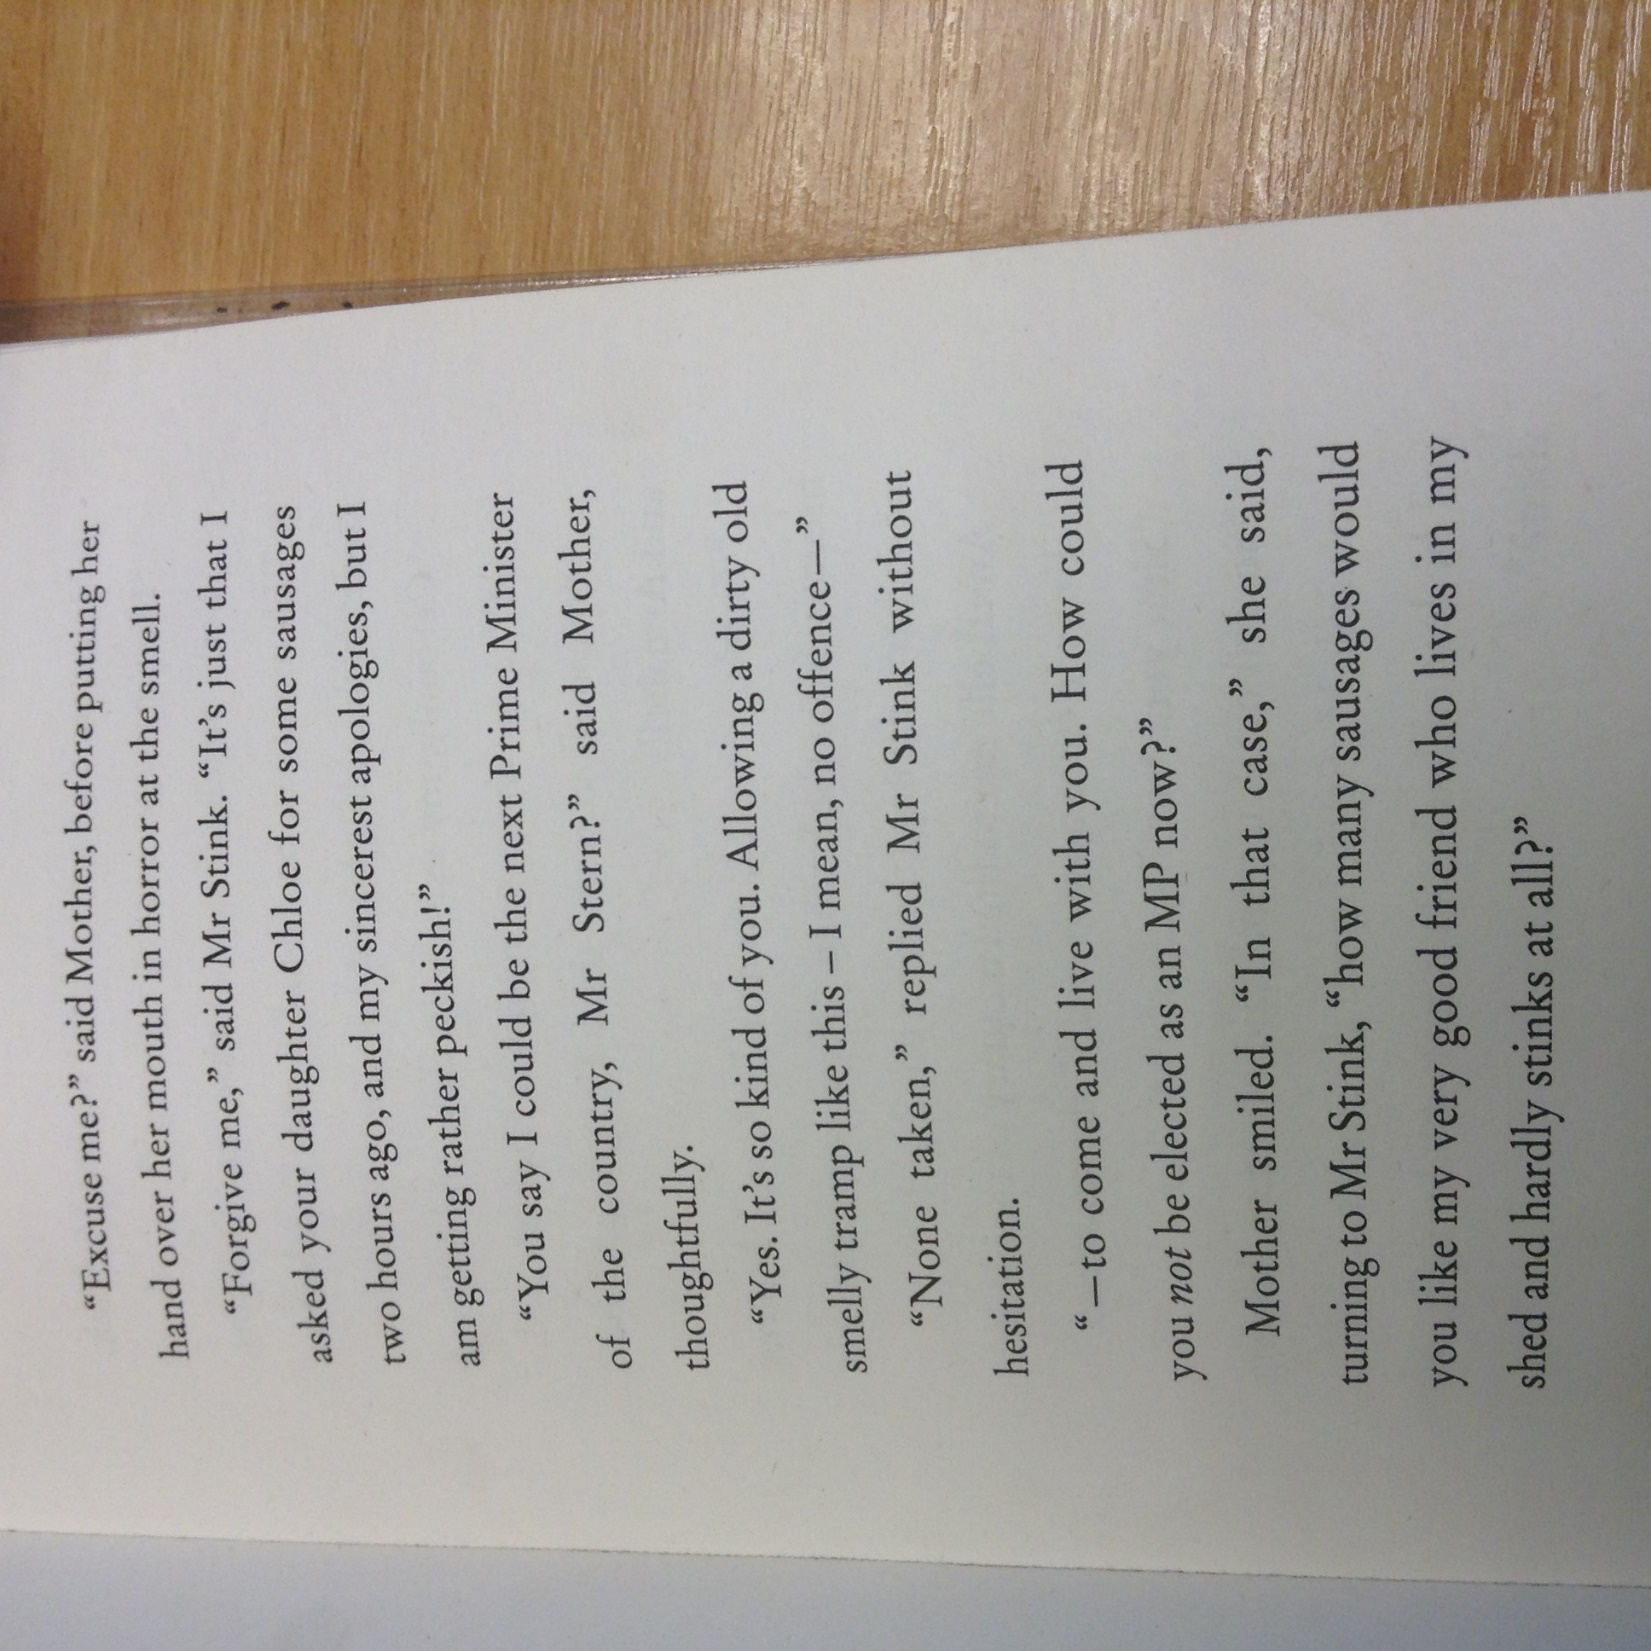 “Excuse me?” said Mother, before putting her
hand over her mouth in horror at the smell.
“Forgive me,” said Mr Stink. “It’s just that I
asked your daughter Chloe for some sausages
two hours ago, and my sincerest apologies, but I
am getting rather peckish!”
“You say I could be the next Prime Minister
of the country, Mr Stern?” said Mother,
thoughtfully.
“Yes. It’s so kind of you. Allowing a dirty old
smelly tramp like this – I mean, no offence—”
“None taken,” replied Mr Stink without
hesitation.
“—to come and live with you. How could
you not be elected as an MP now?”
Mother smiled. “In that case,” she said,
turning to Mr Stink, “how many sausages would
you like my very good friend who lives in my
shed and hardly stinks at all?”